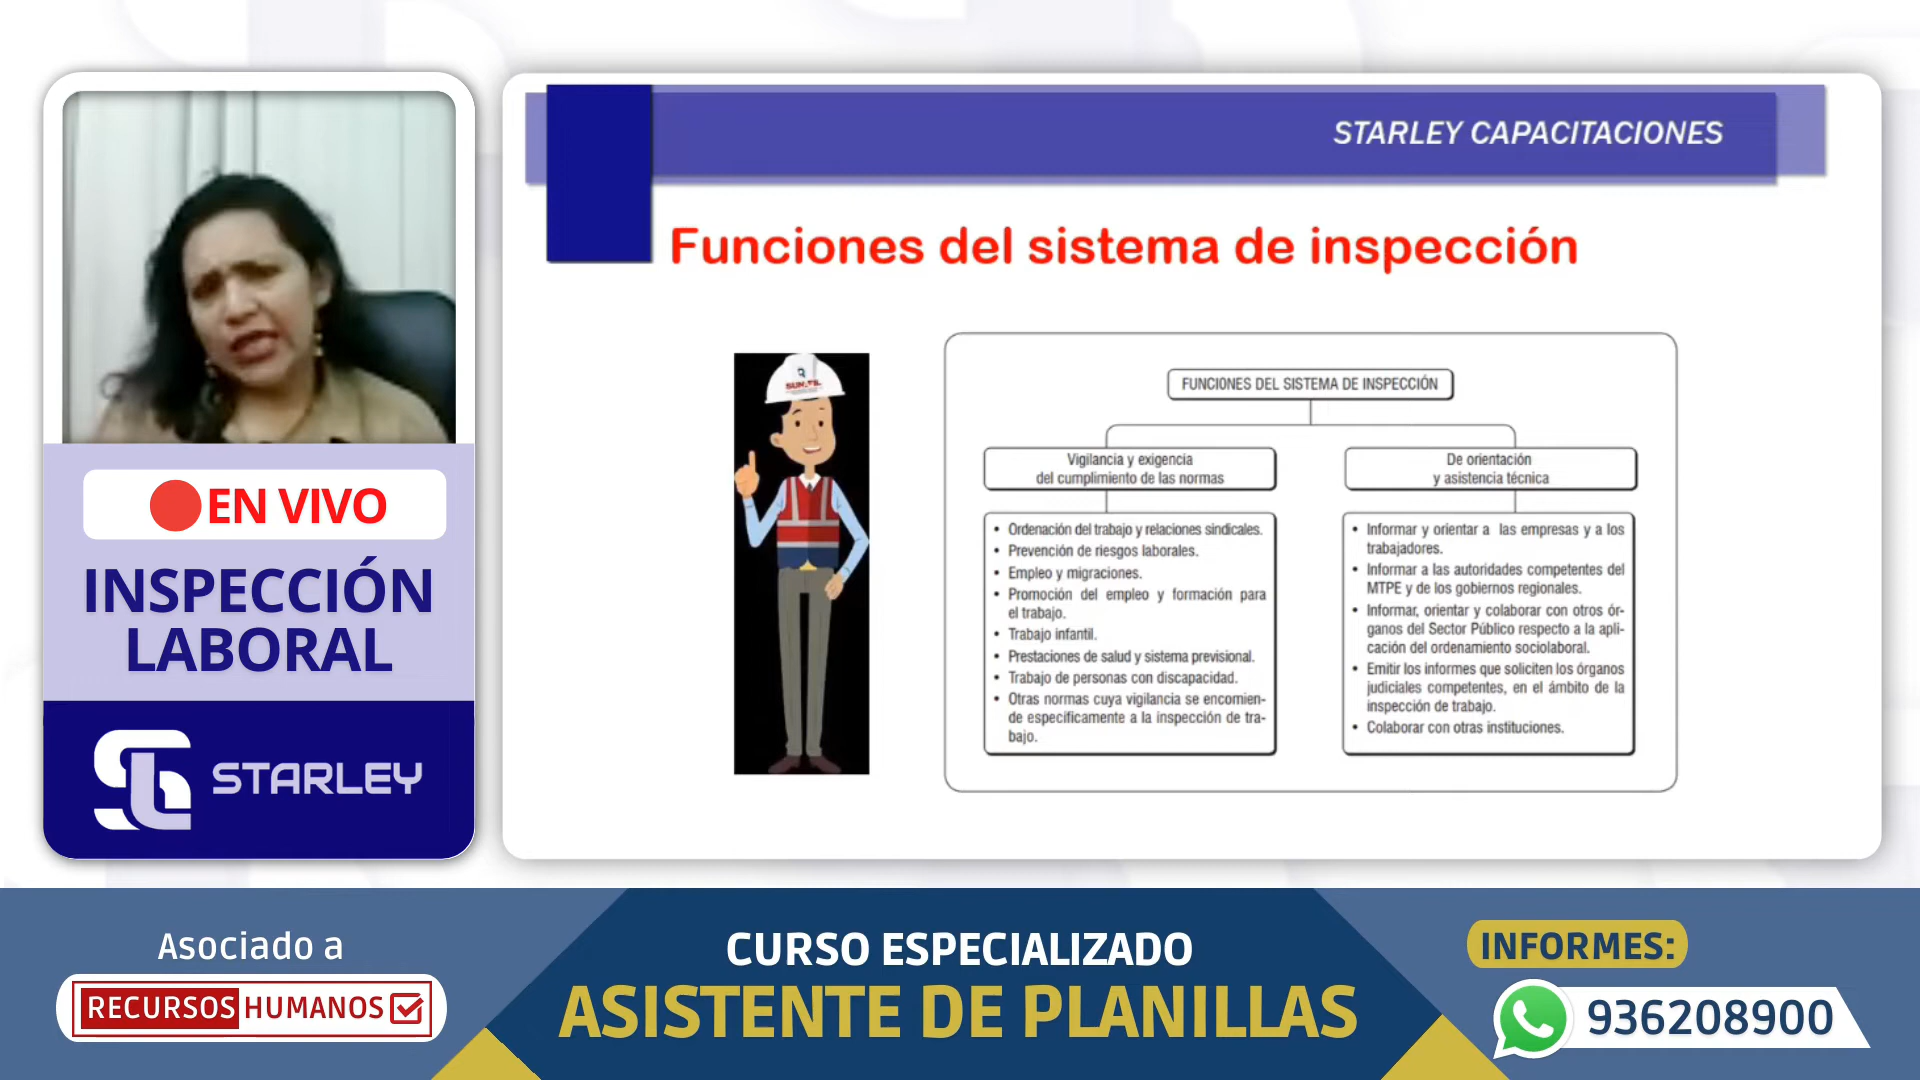 STARLEY CAPACITACIONES
Funciones del sistema de inspección
FUNCIONES DEL SISTEMA DE INSPECCIÓN
Vigilancia y exigencia
del cumplimiento de las normas
• Ordenación del trabajo y relaciones sindicales.
• Prevención de riesgos laborales.
• Empleo y migraciones.
• Promoción del empleo y formación para
el trabajo.
• Trabajo infantil.
• Prestaciones de salud y sistema previsional.
• Trabajo de personas con discapacidad.
• Otras normas cuya vigilancia se encomien-
de específicamente a la inspección de tra-
bajo.
De orientación
y asistencia técnica
• Informar y orientar a las empresas y a los
trabajadores.
• Informar a las autoridades competentes del
MTPE y de los gobiernos regionales.
• Informar, orientar y colaborar con otros ór-
ganos del Sector Público respecto a la apli-
cación del ordenamiento sociolaboral.
• Emitir los informes que soliciten los órganos
judiciales competentes, en el ámbito de la
inspección de trabajo.
• Colaborar con otras instituciones.
EN VIVO
INSPECCIÓN
LABORAL
STARLEY
Asociado a
RECURSOS HUMANOS
CURSO ESPECIALIZADO
ASISTENTE DE PLANILLAS
INFORMES:
936208900